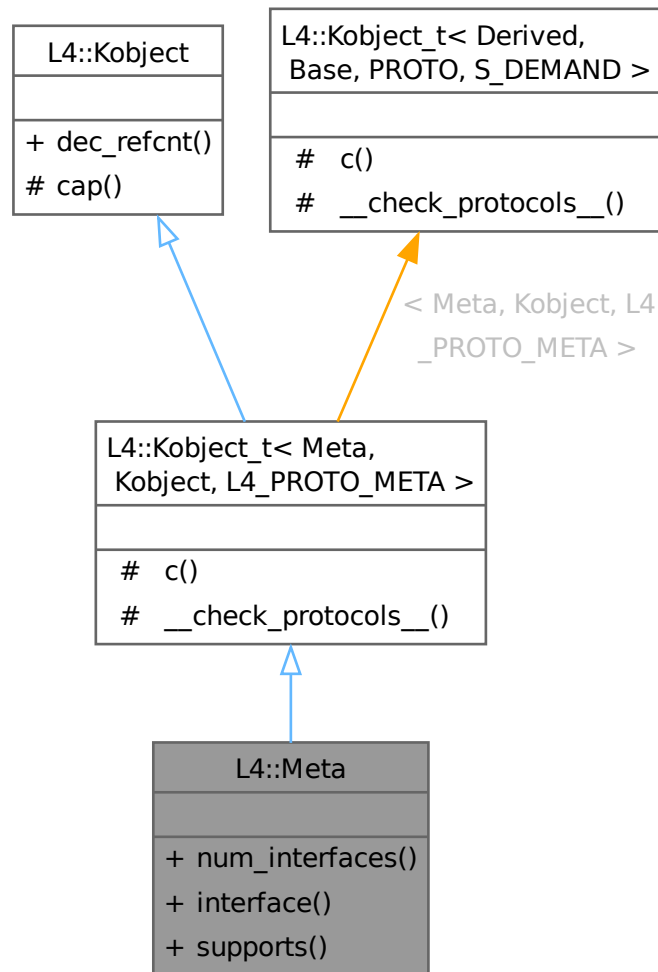 L4::Kobject
+ dec_refcnt()
# cap()
L4::Kobject_t< Derived,
Base, PROTO, S_DEMAND >
# c()
# __check_protocols__()
< Meta, Kobject, L4
_PROTO_META >
L4::Kobject_t< Meta,
Kobject, L4_PROTO_META >
# c()
# __check_protocols__()
L4::Meta
+ num_interfaces()
+ interface()
+ supports()